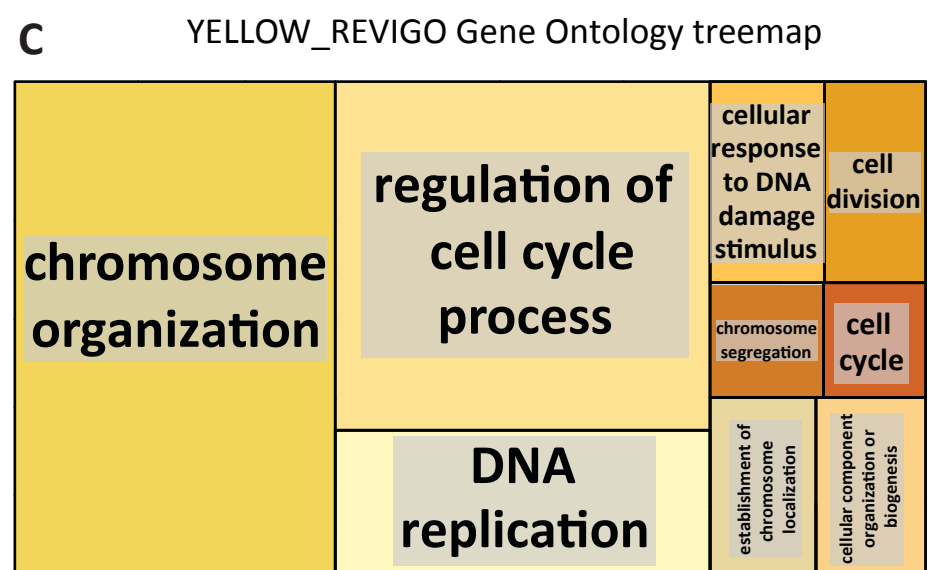 C
YELLOW_REVIGO Gene Ontology treemap
chromosome
organization
regulation of
cell cycle
process
DNA
replication
cellular
response
to DNA
damage
stimulus
cell
division
chromosome
segregation
cell
cycle
establishment of
chromosome
localization
cellular component
organization or
biogenesis